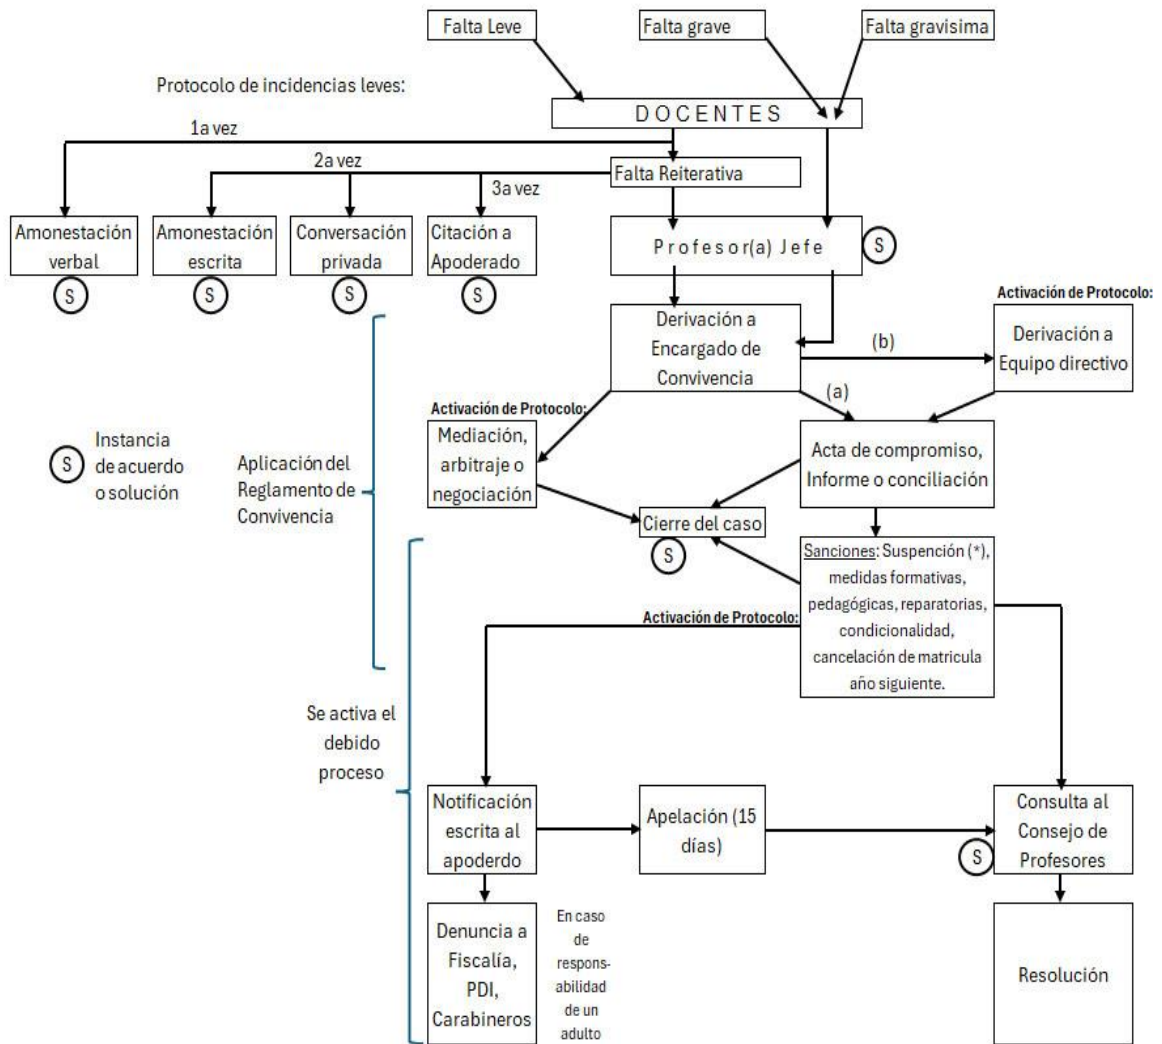 Falta Leve
Falta grave
Falta gravisima
Protocolo de incidencias leves:
DOCENTES
1a vez
2a vez
3a vez
Falta Reiterativa
Amonestación
verbal
S
Amonestación
escrita
S
Conversación
privada
S
Citación a
Apoderado
S
Profesor(a) Jefe
S
Derivación a
Encargado de
Convivencia
(b)
(a)
Activación de Protocolo:
Derivación a
Equipo directivo
Activación de Protocolo:
Mediación,
arbitraje o
negociación
Acta de compromiso,
Informe o conciliación
S
Instancia
de acuerdo
o solución
Aplicación del
Reglamento de
Convivencia
Cierre del caso
S
Sanciones: Suspención (*),
medidas formativas,
pedagógicas, reparatorias,
condicionalidad,
cancelación de matricula
año siguiente.
Activación de Protocolo:
Se activa el
debido
proceso
Notificación
escrita al
apoderdo
Apelación (15
días)
Consulta al
Consejo de
Profesores
S
Denuncia a
Fiscalía,
PDI,
Carabineros
En caso
de
respons-
abilidad
de un
adulto
Resolución